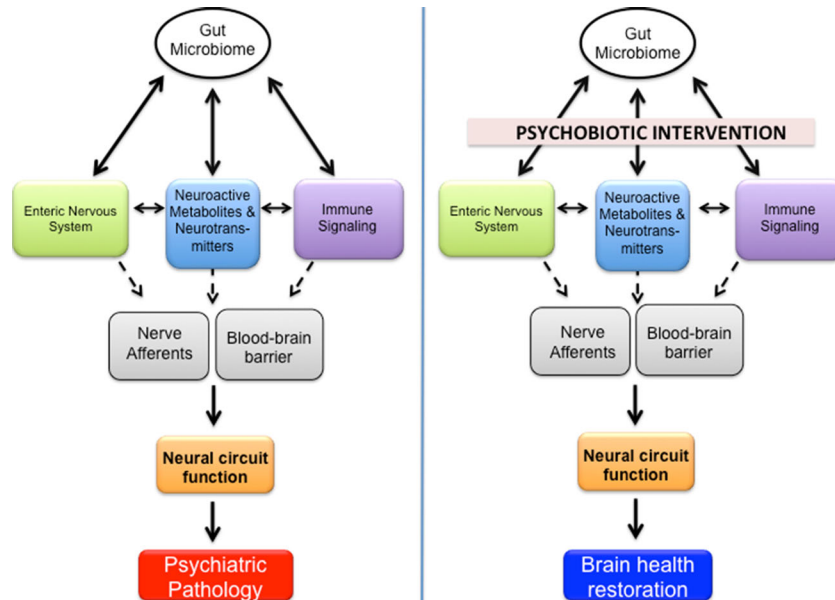 Gut
Microbiome
Enteric Nervous
System
Neuroactive
Metabolites &
Neurotrans-
mitters
Immune
Signaling
Nerve
Afferents
Blood-brain
barrier
Neural circuit
function
Psychiatric
Pathology
Gut
Microbiome
PSYCHOBIOTIC INTERVENTION
Enteric Nervous
System
Neuroactive
Metabolites &
Neurotrans-
mitters
Immune
Signaling
Nerve
Afferents
Blood-brain
barrier
Neural circuit
function
Brain health
restoration